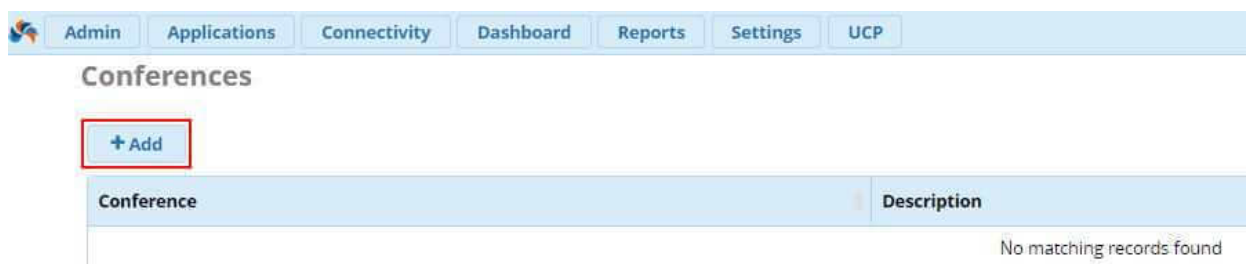 Admin Applications Connectivity Dashboard Reports Settings UCP
Conferences
+ Add
Conference Description
No matching records found